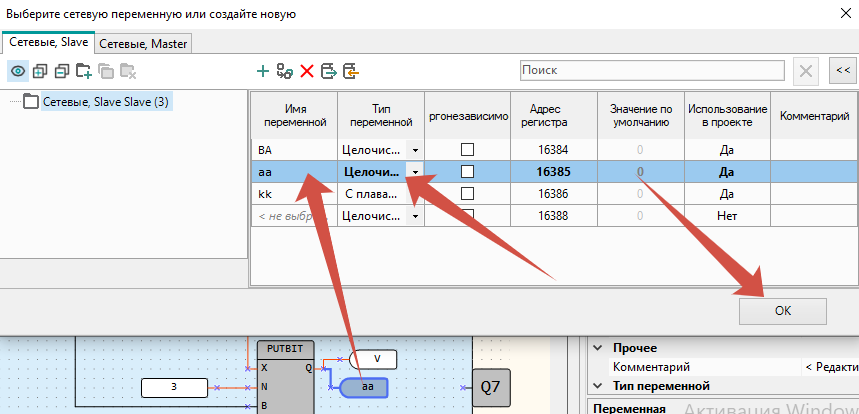 Выберите сетевую переменную или создайте новую
Сетевые, Slave
Сетевые, Master
Поиск
<<
Сетевые, Slave Slave (3)
Имя переменной
Тип переменной
ргонезависимо
Адрес регистра
Значение по умолчанию
Использование в проекте
Комментарий
BA Целочис... 16384 0 Да
aa Целочи... 16385 0 Да
kk С плава... 16386 0 Да
< не выбр... Целочис... 16388 0 Нет
OK
PUTBIT
X Q V
3 N aa Q7
B
Прочее
Комментарий < Редакти
Тип переменной
Переменная
Активация Window